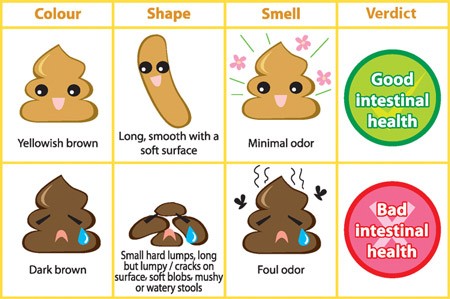 Colour Shape Smell Verdict
Yellowish brown
Long, smooth with a
soft surface
Minimal odor
Good
intestinal
health
Dark brown
Small hard lumps, long
but lumpy / cracks on
surface, soft blobs, mushy
or watery stools
Foul odor
Bad
intestinal
health